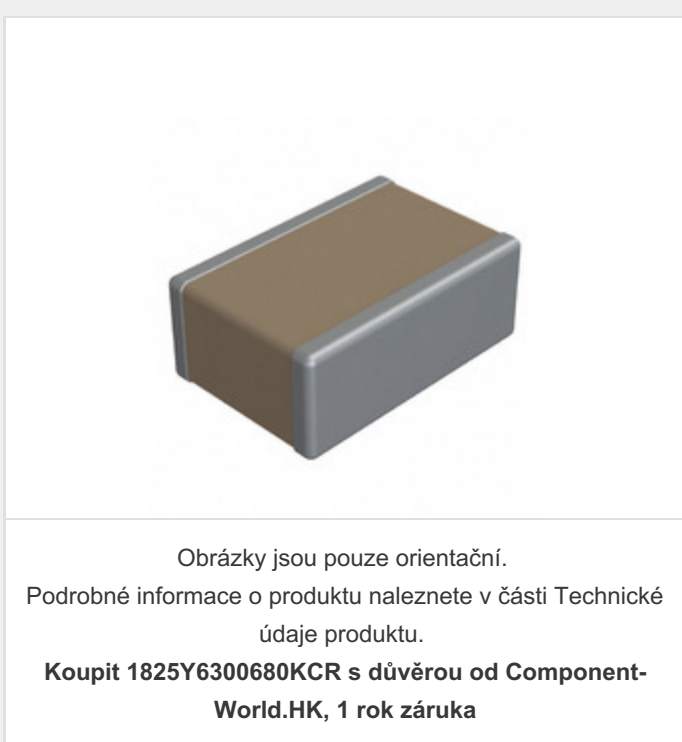 Obrázky jsou pouze orientační.
Podrobné informace o produktu naleznete v části Technické
údaje produktu.
Koupit 1825Y6300680KCR s důvěrou od Component-
World.HK, 1 rok záruka